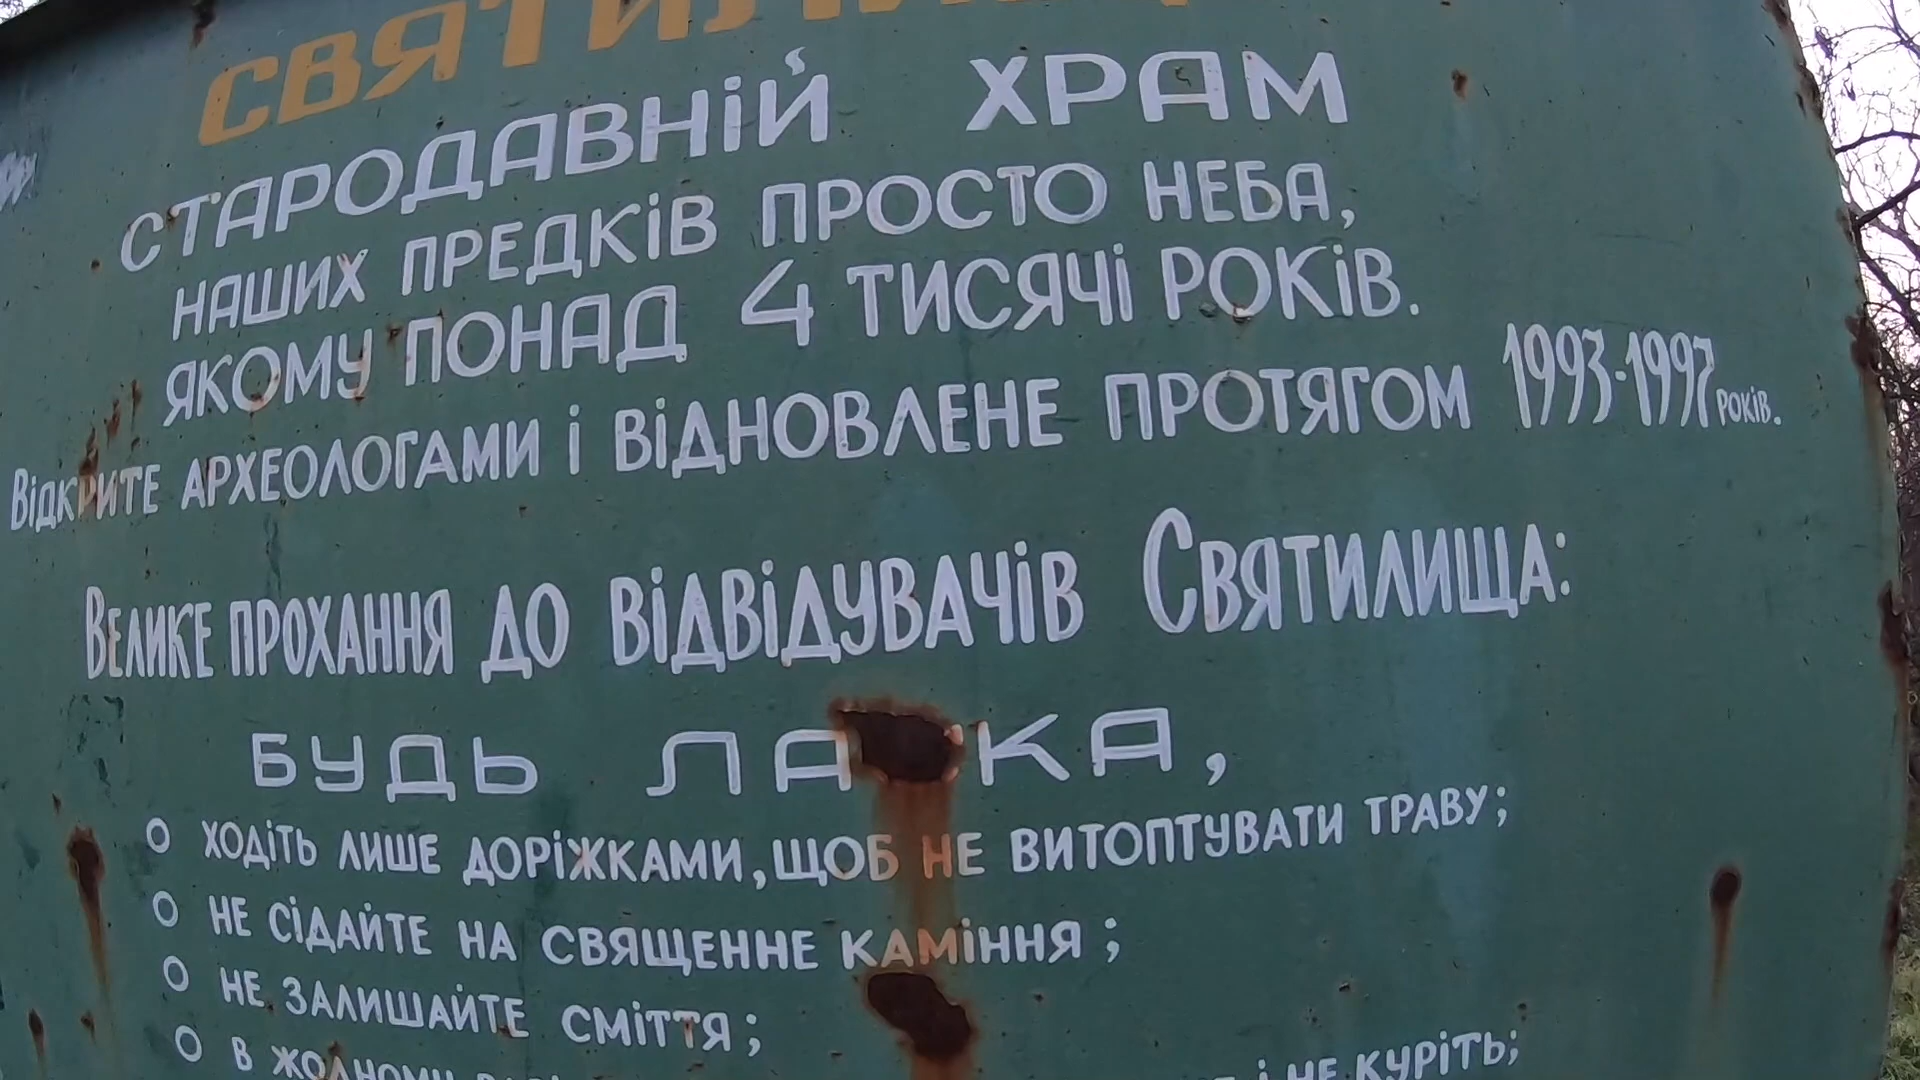 СТАРОДАВНІЙ ХРАМ
НАШИХ ПРЕДКІВ ПРОСТО НЕБА,
ЯКОМУ ПОНАД 4 ТИСЯЧІ РОКІВ.
ВІДКРИТЕ АРХЕОЛОГАМИ І ВІДНОВЛЕНЕ ПРОТЯГОМ 1993-1997 РОКІВ.
ВЕЛИКЕ ПРОХАННЯ ДО ВІДВІДУВАЧІВ СВЯТИЛИЩА:
БУДЬ ЛАСКА,
ХОДІТЬ ЛИШЕ ДОРІЖКАМИ, ЩОБ НЕ ВИТОПТУВАТИ ТРАВУ;
НЕ СІДАЙТЕ НА СВЯЩЕННЕ КАМІННЯ;
НЕ ЗАЛИШАЙТЕ СМІТТЯ;
В ЖОДНОМУ І НЕ КУРІТЬ;